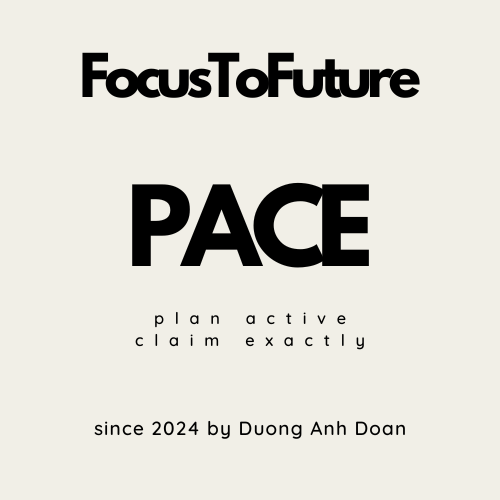 FocusToFuture
PACE
plan active
claim exactly
since 2024 by Duong Anh Doan